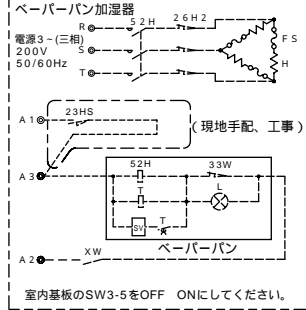 ペーパーパン加湿器
電源3～(三相)
200V
50/60Hz
R
S
T
52H
26H2
FS
H
A1
23HS
(現地手配、工事)
A3
52H
33W
T
L
SV
T
ペーパーパン
A2
XW
室内基板のSW3-5をOFF ONにしてください。